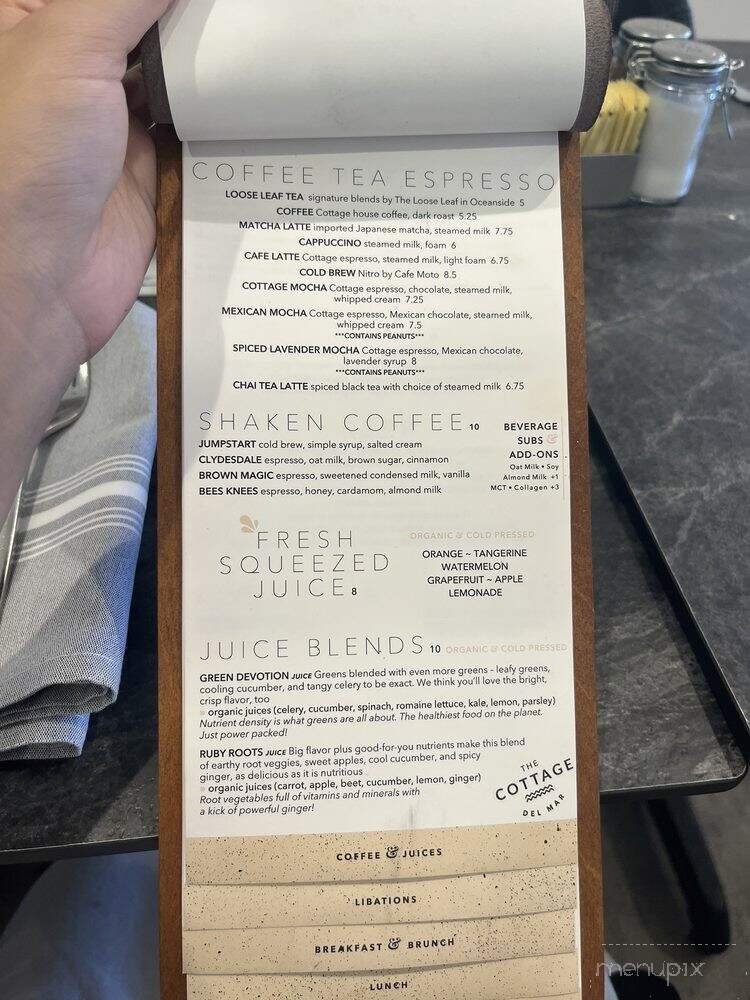 COFFEE TEA ESPRESSO
LOOSE LEAF TEA signature blends by The Loose Leaf in Oceanside 5
COFFEE Cottage house coffee, dark roast 5.25
MATCHA LATTE imported Japanese matcha, steamed milk 7.75
CAPPUCCINO steamed milk, foam 6
CAFE LATTE Cottage espresso, steamed milk, light foam 6.75
COLD BREW Nitro by Cafe Moto 8.5
COTTAGE MOCHA Cottage espresso, chocolate, steamed milk,
whipped cream 7.25
MEXICAN MOCHA Cottage espresso, Mexican chocolate, steamed milk,
whipped cream 7.5
***CONTAINS PEANUTS***
SPICED LAVENDER MOCHA Cottage espresso, Mexican chocolate,
lavender syrup 8
***CONTAINS PEANUTS***
CHAI TEA LATTE spiced black tea with choice of steamed milk 6.75
SHAKEN COFFEE 10
JUMPSTART cold brew, simple syrup, salted cream
CLYDESDALE espresso, oat milk, brown sugar, cinnamon
BROWN MAGIC espresso, sweetened condensed milk, vanilla
BEES KNEES espresso, honey, cardamom, almond milk
BEVERAGE
SUBS &
ADD-ONS
Oat Milk • Soy
Almond Milk +1
MCT • Collagen +3
FRESH
SQUEEZED
JUICE 8
ORGANIC & COLD PRESSED
ORANGE ~ TANGERINE
WATERMELON
GRAPEFRUIT ~ APPLE
LEMONADE
JUICE BLENDS 10 ORGANIC & COLD PRESSED
GREEN DEVOTION JUICE Greens blended with even more greens - leafy greens,
cooling cucumber, and tangy celery to be exact. We think you'll love the bright,
crisp flavor, too
organic juices (celery, cucumber, spinach, romaine lettuce, kale, lemon, parsley)
Nutrient density is what greens are all about. The healthiest food on the planet.
Just power packed!
RUBY ROOTS JUICE Big flavor plus good-for-you nutrients make this blend
of earthy root veggies, sweet apples, cool cucumber, and spicy
ginger, as delicious as it is nutritious
organic juices (carrot, apple, beet, cucumber, lemon, ginger)
Root vegetables full of vitamins and minerals with
a kick of powerful ginger!
THE
COTTAGE
DEL MAR
COFFEE & JUICES
LIBATIONS
BREAKFAST & BRUNCH
LUNCH
menupix